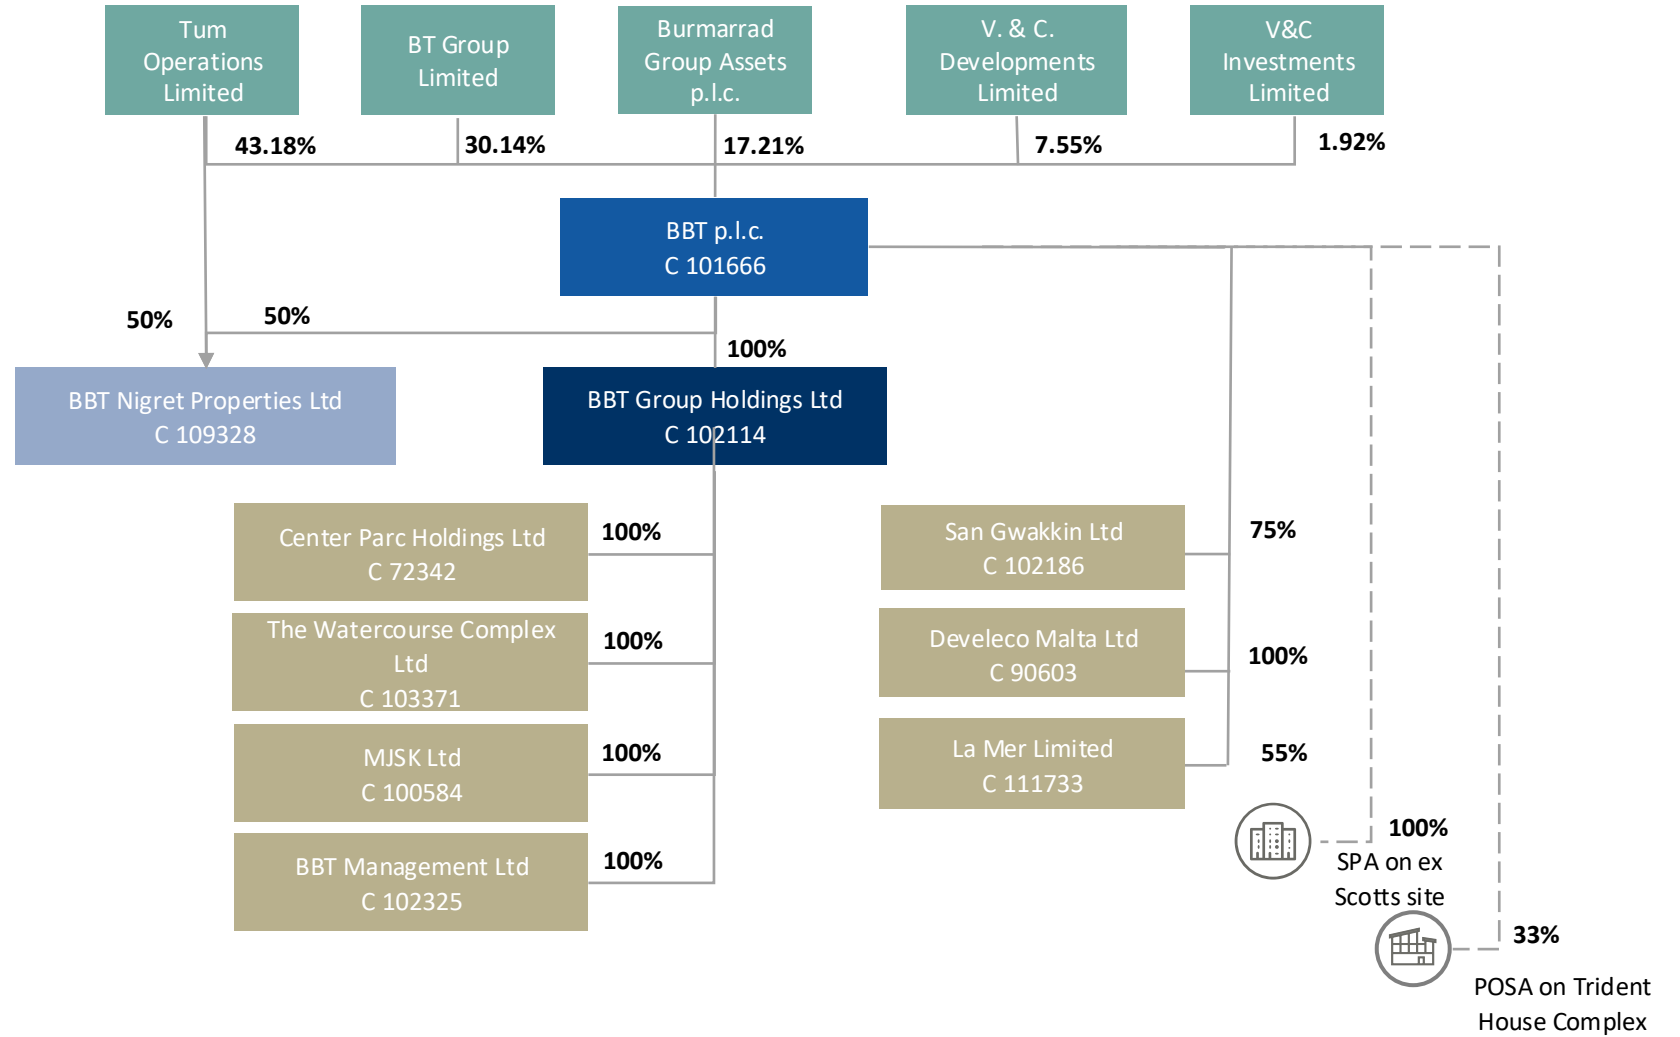 Tum
Operations
Limited
BT Group
Limited
Burmarrad
Group Assets
p.l.c.
V. & C.
Developments
Limited
V&C
Investments
Limited
43.18%
30.14%
17.21%
7.55%
1.92%
BBT p.l.c.
C 101666
50%
50%
100%
BBT Nigret Properties Ltd
C 109328
BBT Group Holdings Ltd
C 102114
Center Parc Holdings Ltd
C 72342
100%
The Watercourse Complex
Ltd
C 103371
100%
MJSK Ltd
C 100584
100%
BBT Management Ltd
C 102325
100%
San Gwakkin Ltd
C 102186
75%
Develeco Malta Ltd
C 90603
100%
La Mer Limited
C 111733
55%
100%
SPA on ex
Scotts site
33%
POSA on Trident
House Complex